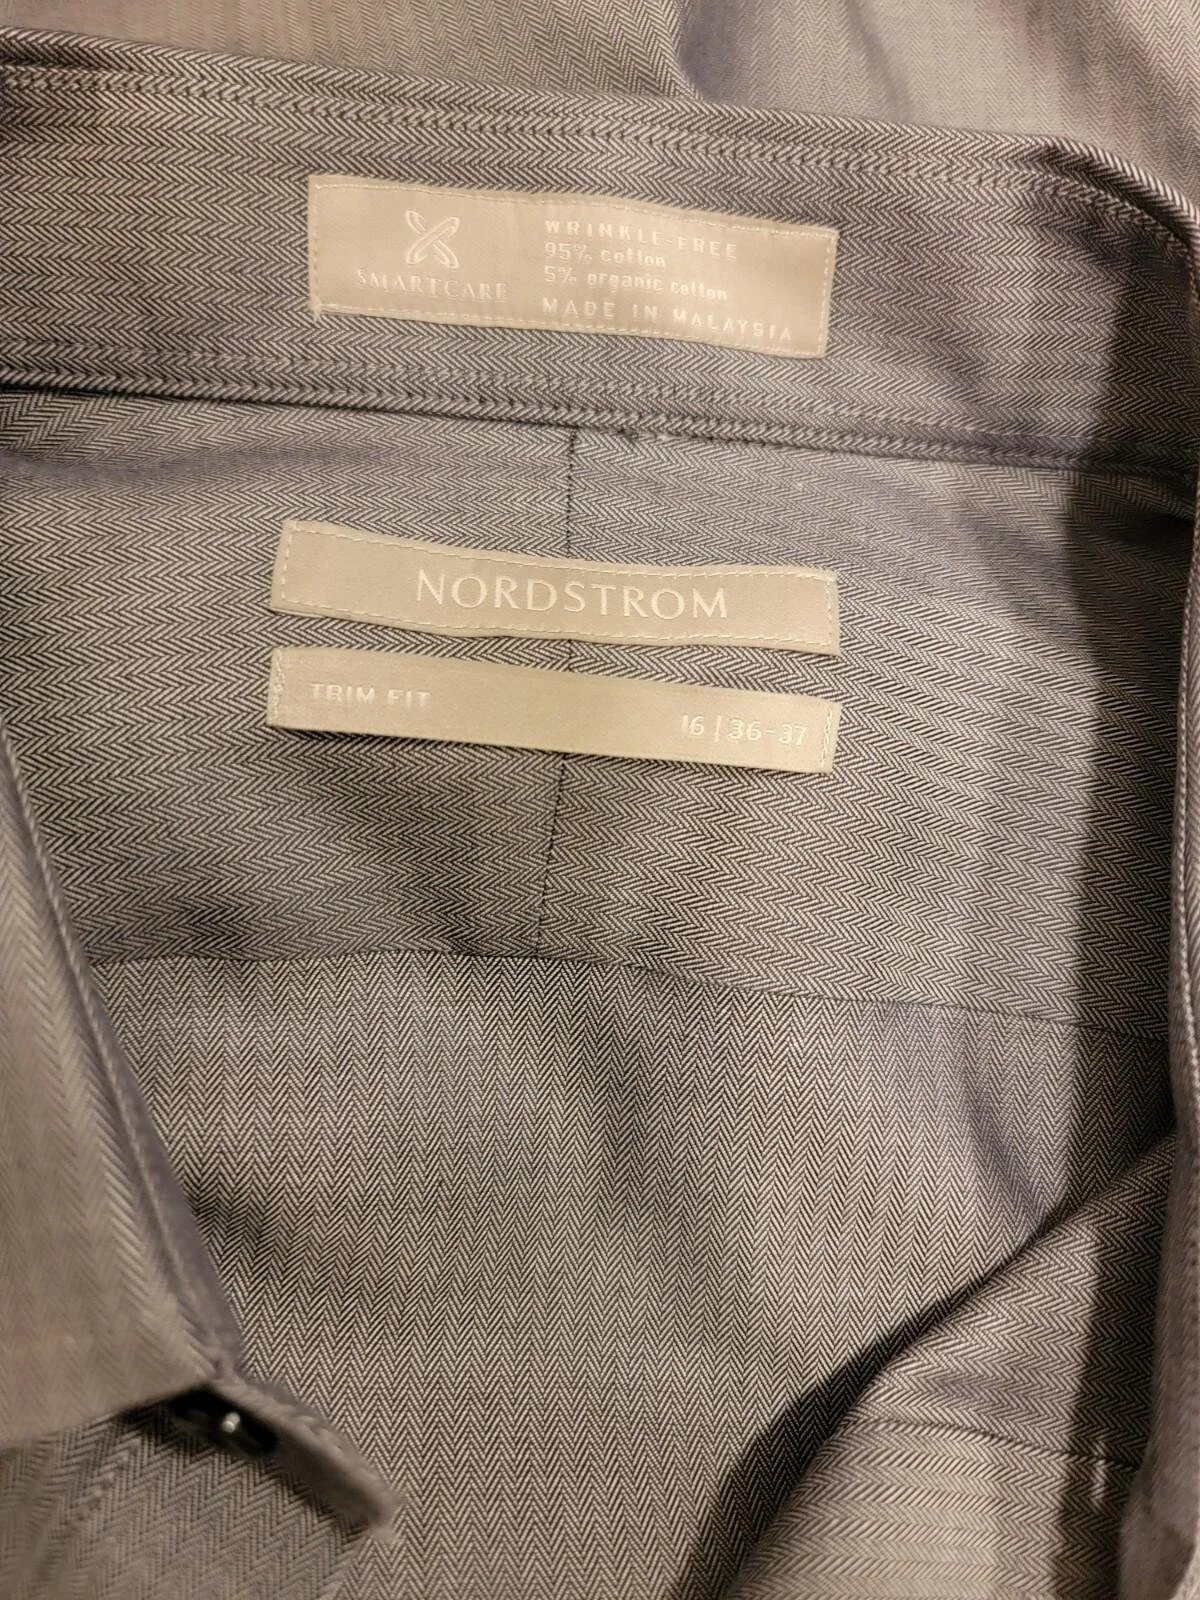 SMARTCARE
WRINKLE-FREE
95% cotton
5% organic cotton
MADE IN MALAYSIA
NORDSTROM
TRIM FIT
16 | 36-37